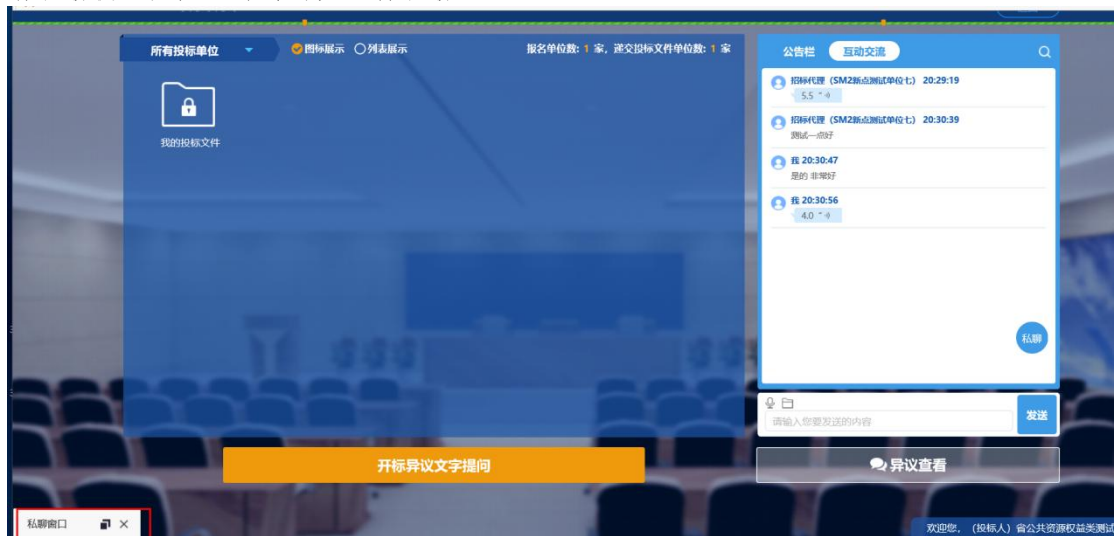 所有投标单位
图标展示 列表展示
报名单位数: 1 家, 递交投标文件单位数: 1 家
我的投标文件
公告栏 互动交流
招标代理 (SM2新点测试单位七) 20:29:19
5.5 "
招标代理 (SM2新点测试单位七) 20:30:39
测试一点好
我 20:30:47
是的 非常好
我 20:30:56
4.0 "
私聊
请输入您要发送的内容
发送
开标异议文字提问
异议查看
私聊窗口
欢迎您, (投标人) 省公共资源权益类测试